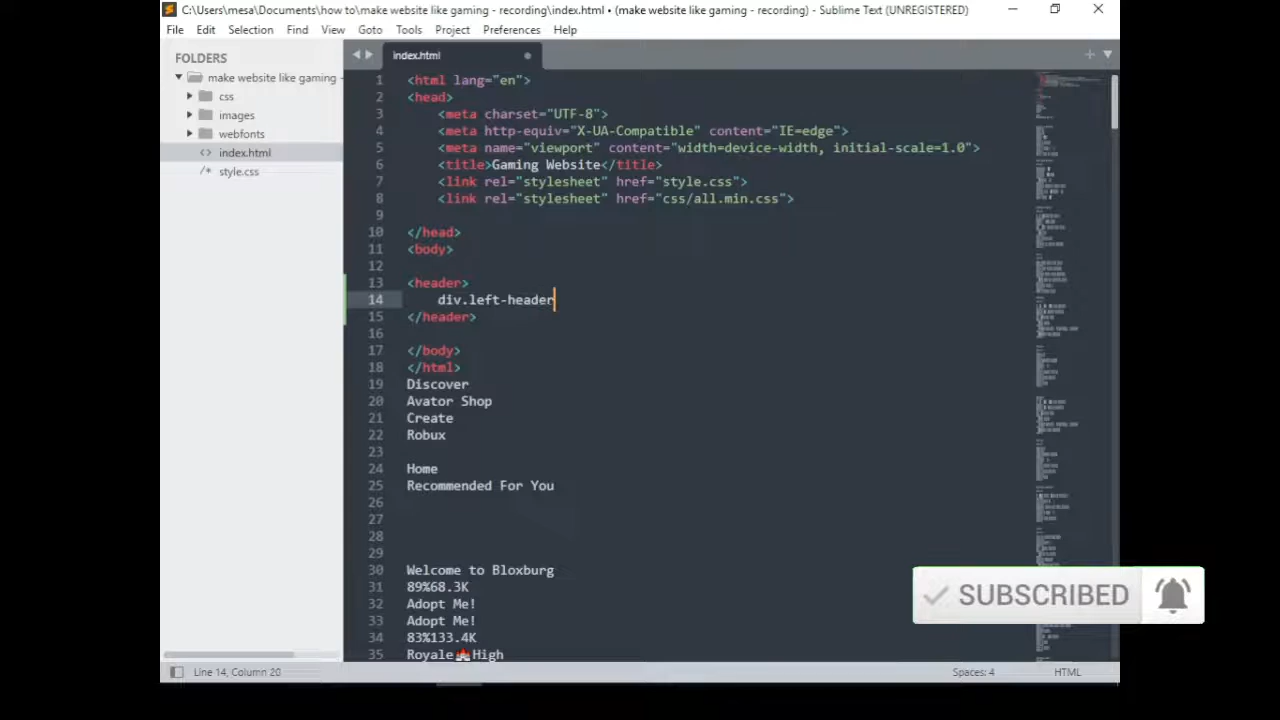 C:\Users\mesa\Documents\how to\make website like gaming - recording\index.html • (make website like gaming - recording) - Sublime Text (UNREGISTERED)
File Edit Selection Find View Goto Tools Project Preferences Help
FOLDERS
make website like gaming -
css
images
webfonts
<> index.html
/* style.css
index.html
1 <html lang="en">
2 <head>
3 <meta charset="UTF-8">
4 <meta http-equiv="X-UA-Compatible" content="IE=edge">
5 <meta name="viewport" content="width=device-width, initial-scale=1.0">
6 <title>Gaming Website</title>
7 <link rel="stylesheet" href="style.css">
8 <link rel="stylesheet" href="css/all.min.css">
9
10 </head>
11 <body>
12
13 <header>
14 div.left-header
15 </header>
16
17 </body>
18 </html>
19 Discover
20 Avator Shop
21 Create
22 Robux
23
24 Home
25 Recommended For You
26
27
28
29
30 Welcome to Bloxburg
31 89%68.3K
32 Adopt Me!
33 Adopt Me!
34 83%133.4K
35 Royale🏰High
SUBSCRIBED
Line 14, Column 20
Spaces: 4
HTML